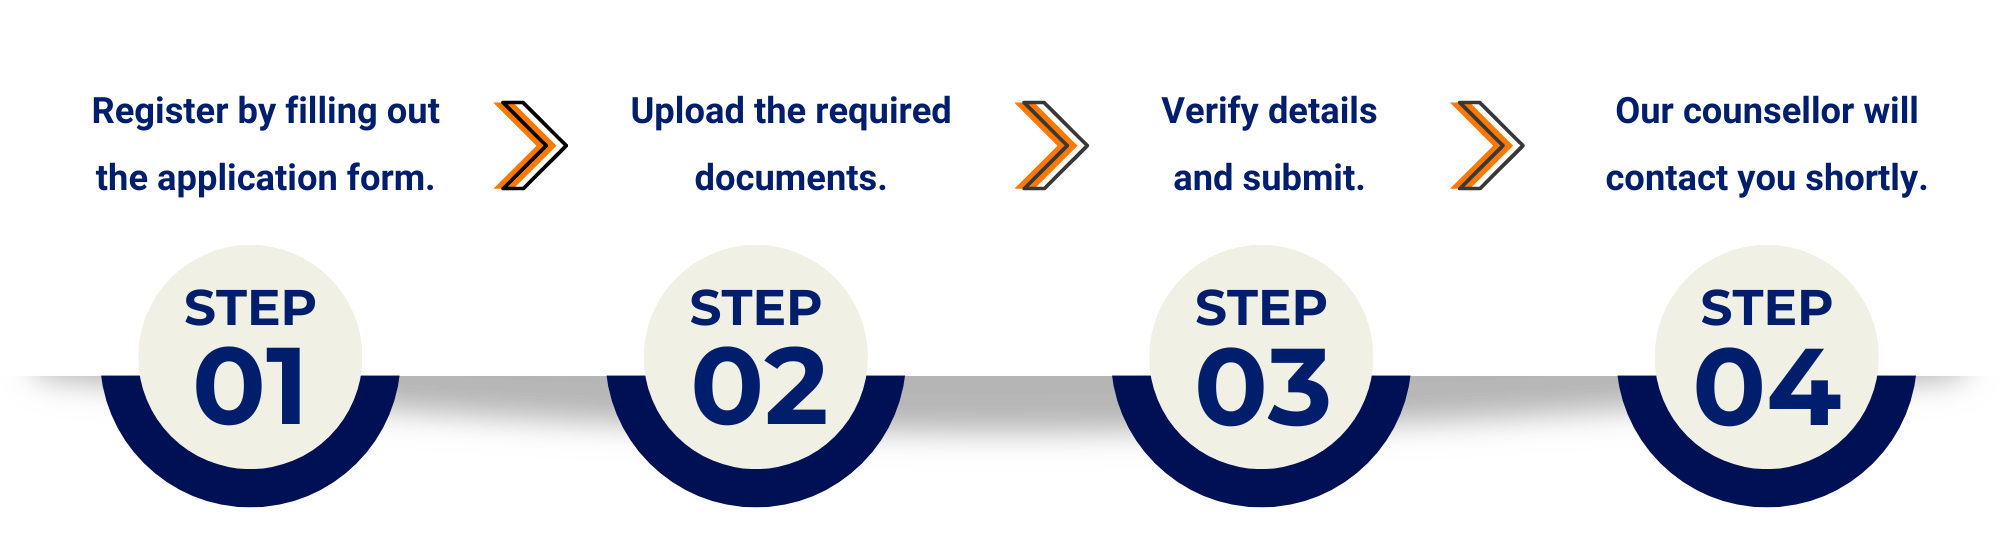 Register by filling out
the application form.
Upload the required
documents.
Verify details
and submit.
Our counsellor will
contact you shortly.
STEP
01
STEP
02
STEP
03
STEP
04